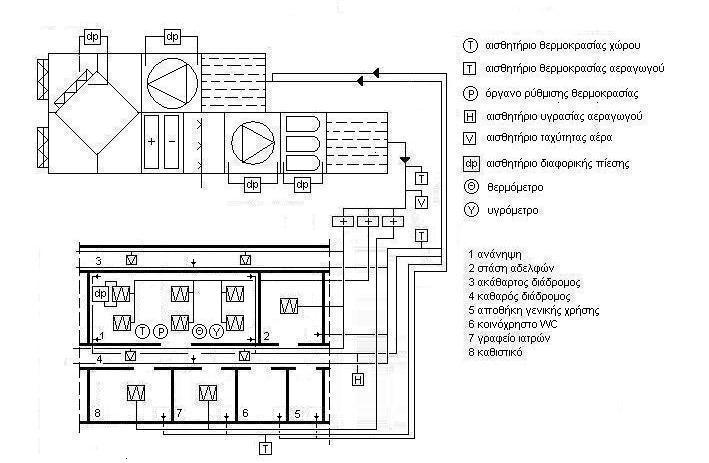 dp
dp
+ −
dp
dp
T
V
+ + +
T
3
dp
T P Θ Υ
1
2
4
H
8
7
6
5
T
T αισθητήριο θερμοκρασίας χώρου
T αισθητήριο θερμοκρασίας αεραγωγού
P όργανο ρύθμισης θερμοκρασίας
H αισθητήριο υγρασίας αεραγωγού
V αισθητήριο ταχύτητας αέρα
dp αισθητήριο διαφορικής πίεσης
Θ θερμόμετρο
Υ υγρόμετρο
1 ανάνηψη
2 στάση αδελφών
3 ακάθαρτος διάδρομος
4 καθαρός διάδρομος
5 αποθήκη γενικής χρήσης
6 κοινόχρηστο WC
7 γραφείο ιατρών
8 καθιστικό